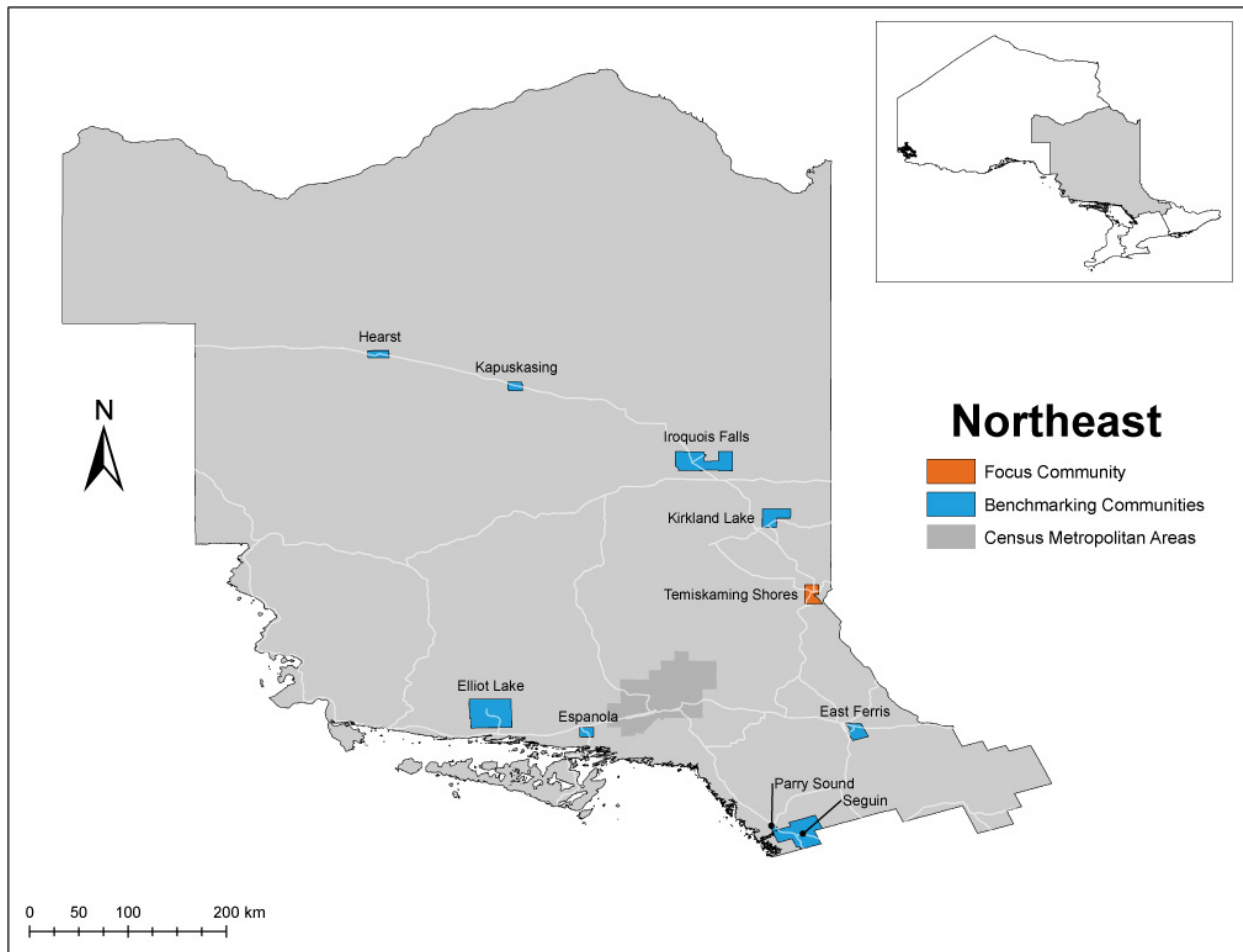 Hearst
Kapuskasing
N
Iroquois Falls
Northeast
Focus Community
Benchmarking Communities
Kirkland Lake
Census Metropolitan Areas
Temiskaming Shores
Elliot Lake
Espanola
East Ferris
Parry Sound
Seguin
0 50 100 200 km